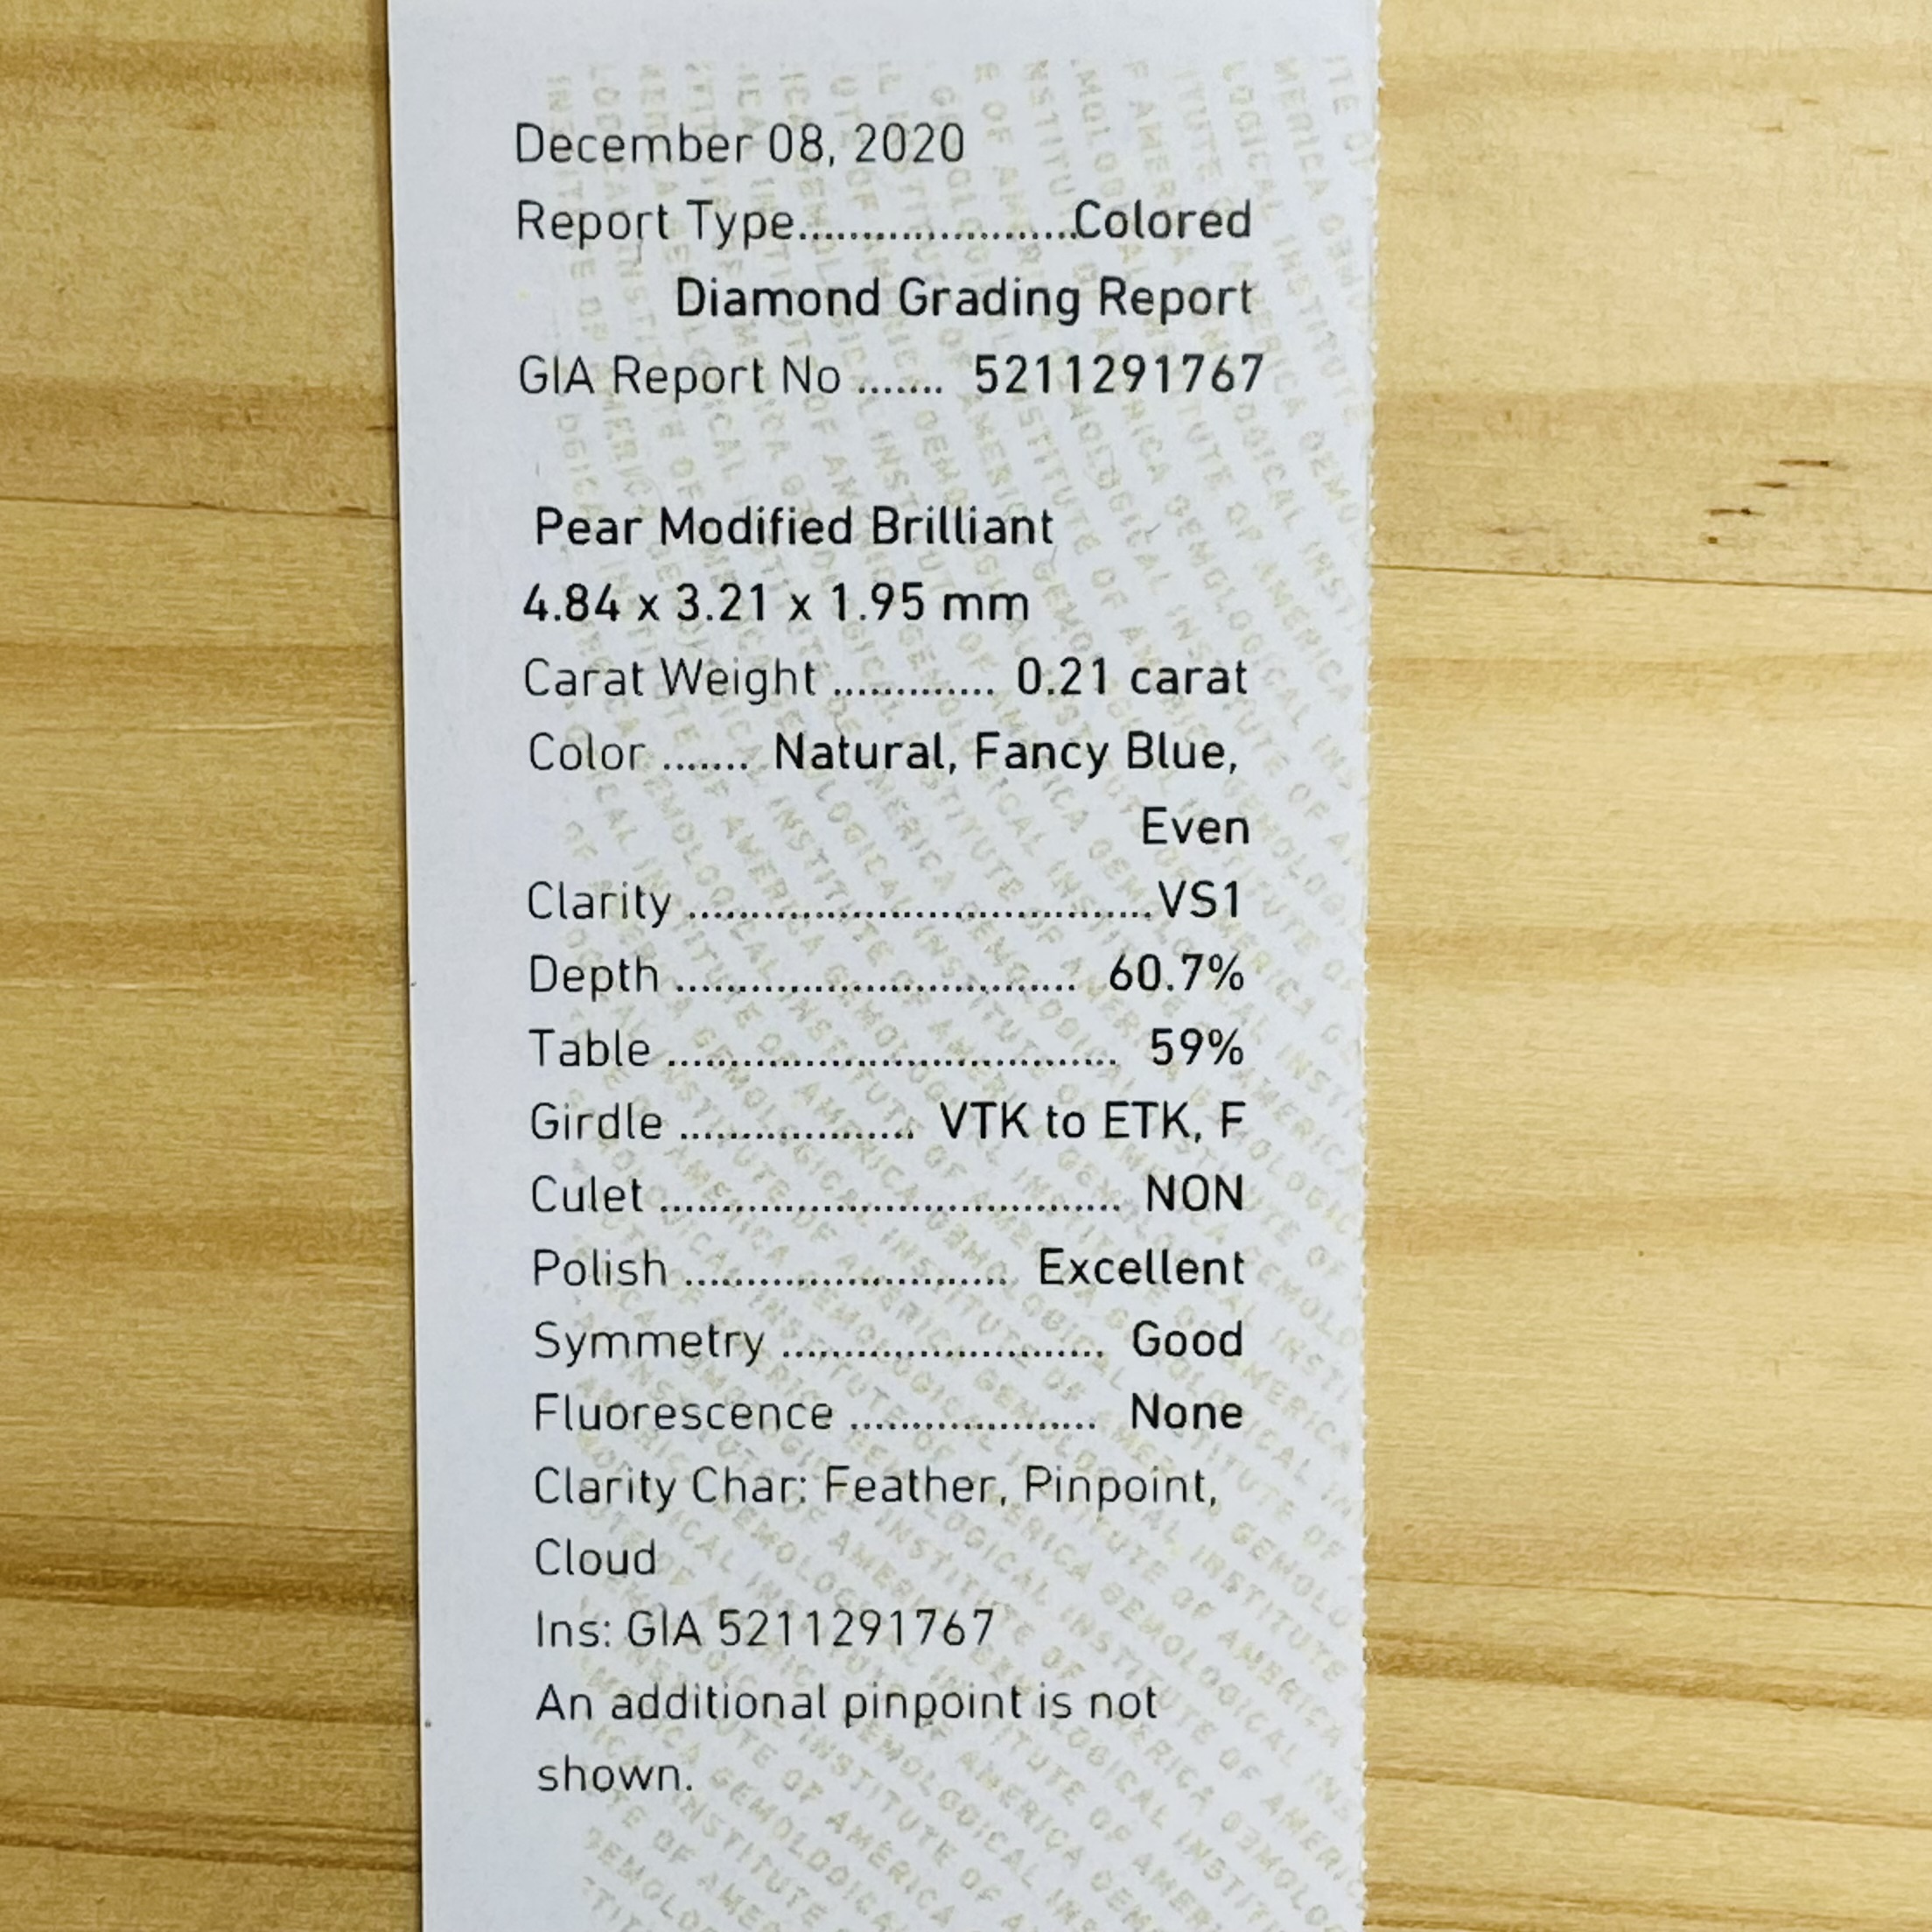 December 08, 2020
Report Type......................Colored
Diamond Grading Report
GIA Report No ....... 5211291767
Pear Modified Brilliant
4.84 x 3.21 x 1.95 mm
Carat Weight ............. 0.21 carat
Color ....... Natural, Fancy Blue,
Even
Clarity .....................................VS1
Depth ................................ 60.7%
Table .................................... 59%
Girdle ................... VTK to ETK, F
Culet ..................................... NON
Polish .......................... Excellent
Symmetry .......................... Good
Fluorescence .................... None
Clarity Char: Feather, Pinpoint,
Cloud
Ins: GIA 5211291767
An additional pinpoint is not
shown.